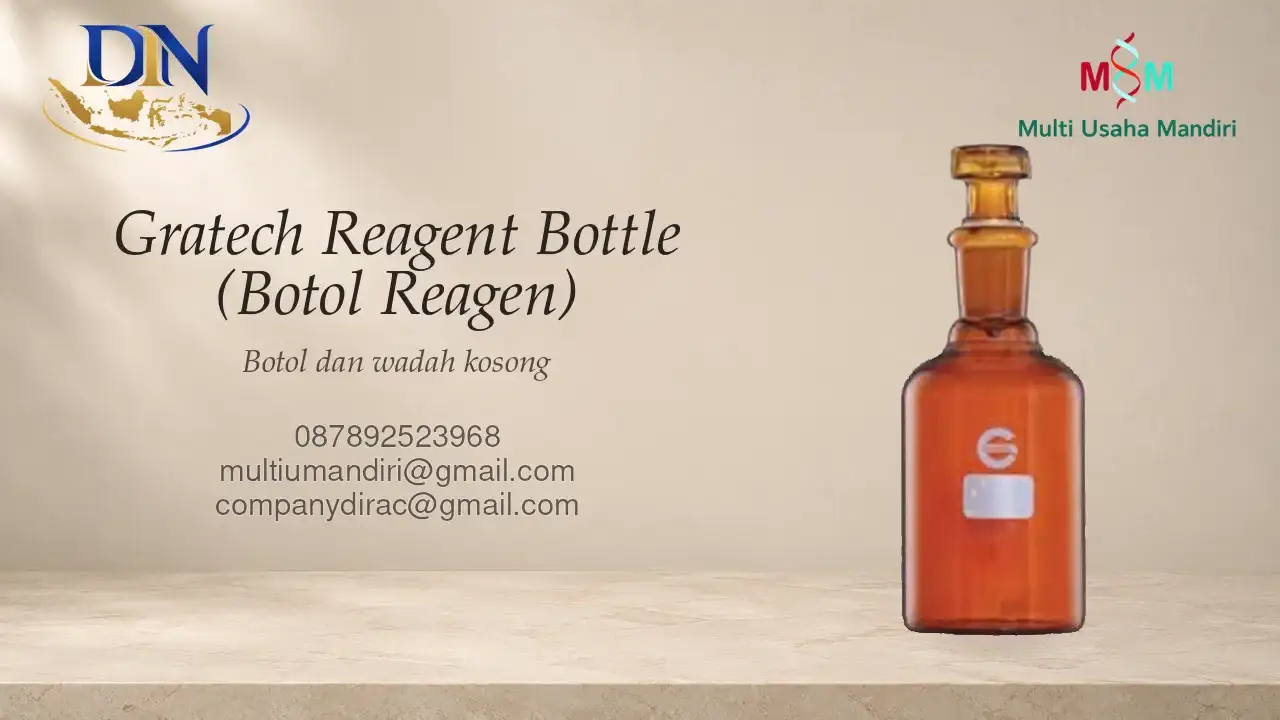 DIN
MSM
Multi Usaha Mandiri
Gratech Reagent Bottle
(Botol Reagen)
Botol dan wadah kosong
087892523968
multiumandiri@gmail.com
companydirac@gmail.com
G